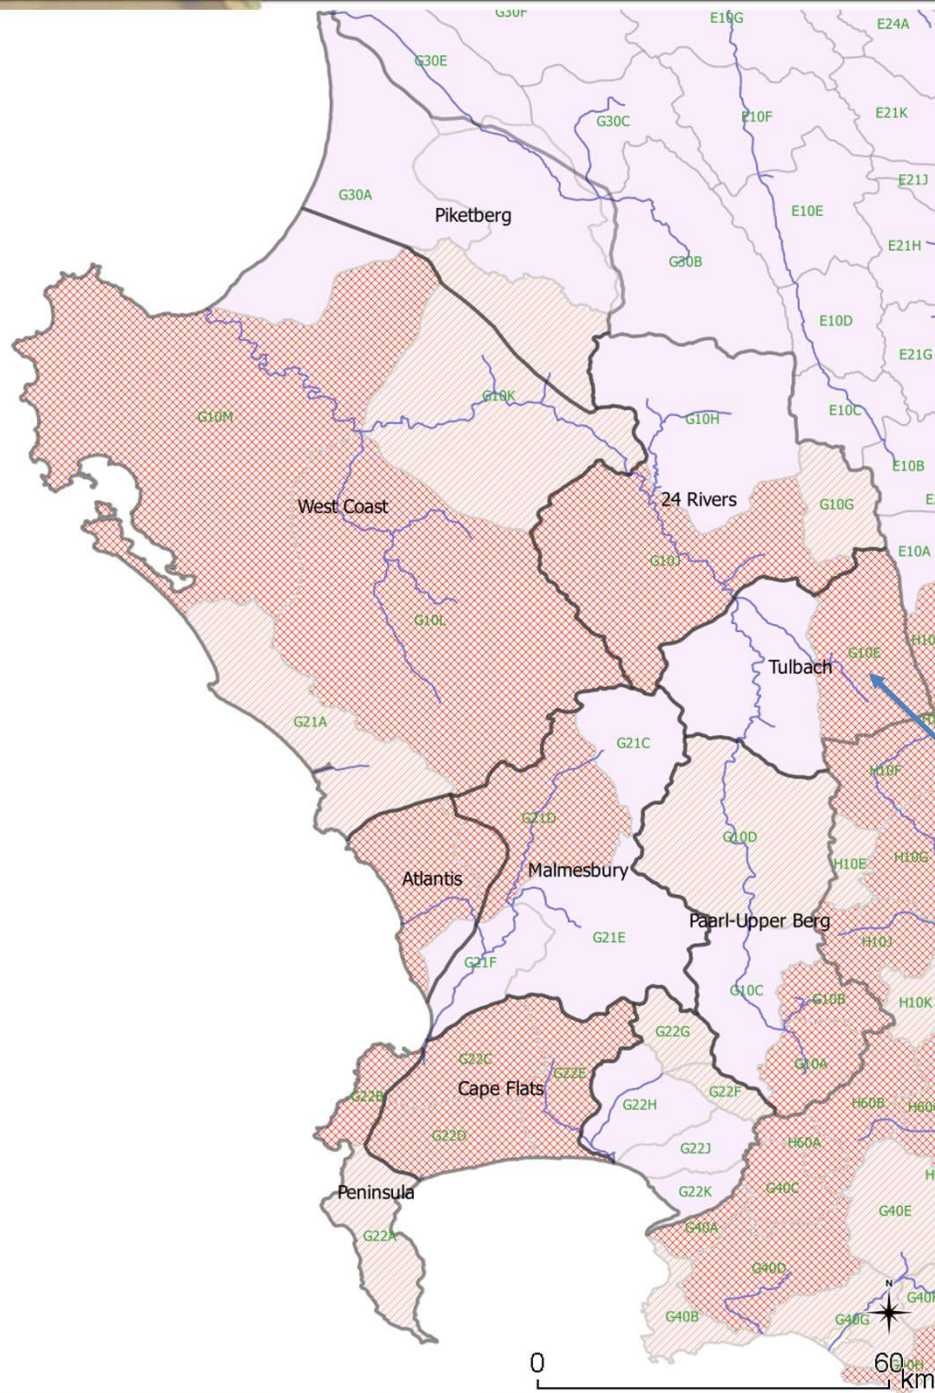 G30F
E10G
E24A
G30E
G30C
E10F
E21K
E21J
G30A
E10E
Piketberg
E21H
G30B
E10D
E21G
G10M
G10K
G10H
E10C
E10B
West Coast
24 Rivers
G10G
G10J
E10A
G10L
G10E
H10
Tulbach
G21A
G21C
H10F
G21D
G10D
H10E
H10G
Malmesbury
Atlantis
Paarl-Upper Berg
G21E
H10J
G21F
G10C
G10B
H10K
G22G
G22C
G22E
G10A
Cape Flats
G22B
G22H
G22F
H60B
G22D
G22J
H60A
Peninsula
G22K
G40C
G40E
G22A
G40A
G40D
N
G40B
G40G
0
60
km